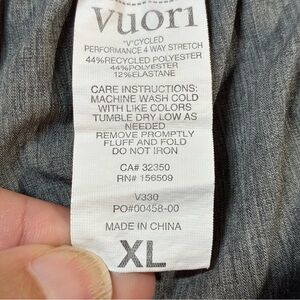 vuori
"V"CYCLED
PERFORMANCE 4 WAY STRETCH
44%RECYCLED POLYESTER
44%POLYESTER
12%ELASTANE
CARE INSTRUCTIONS:
MACHINE WASH COLD
WITH LIKE COLORS
TUMBLE DRY LOW AS
NEEDED
REMOVE PROMPTLY
FLUFF AND FOLD
DO NOT IRON
CA# 32350
RN# 156509
V330
PO#00458-00
MADE IN CHINA
XL